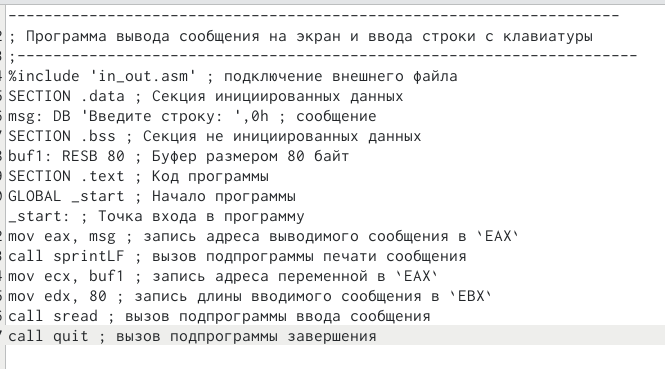 --------------------------------------------------------------------
; Программа вывода сообщения на экран и ввода строки с клавиатуры
;---------------------------------------------------------------------
%include 'in_out.asm' ; подключение внешнего файла
SECTION .data ; Секция инициированных данных
msg: DB 'Введите строку: ',0h ; сообщение
SECTION .bss ; Секция не инициированных данных
buf1: RESB 80 ; Буфер размером 80 байт
SECTION .text ; Код программы
GLOBAL _start ; Начало программы
_start: ; Точка входа в программу
mov eax, msg ; запись адреса выводимого сообщения в `EAX`
call sprintLF ; вызов подпрограммы печати сообщения
mov ecx, buf1 ; запись адреса переменной в `EAX`
mov edx, 80 ; запись длины вводимого сообщения в `EBX`
call sread ; вызов подпрограммы ввода сообщения
call quit ; вызов подпрограммы завершения